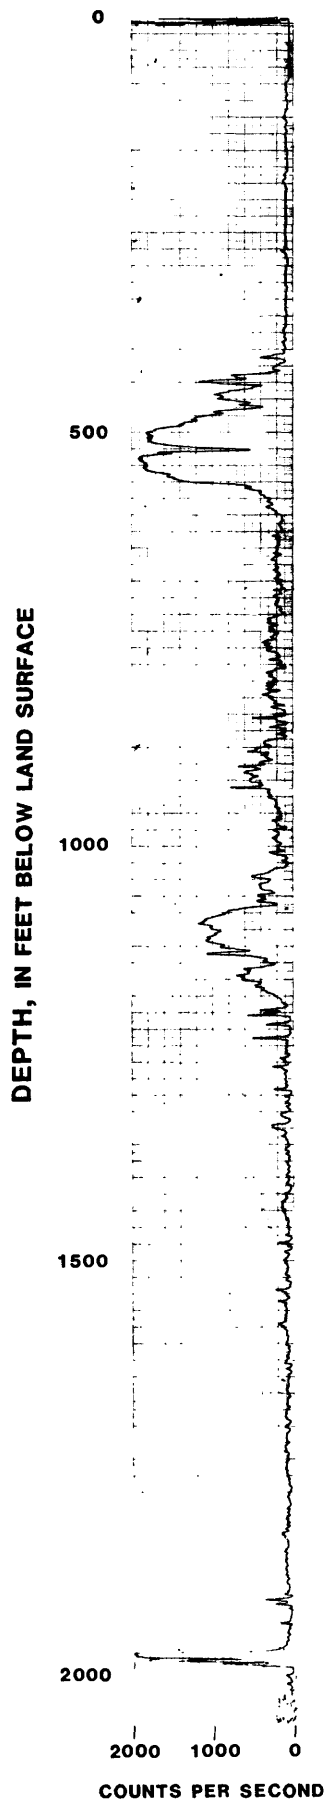 0
500
DEPTH, IN FEET BELOW LAND SURFACE
1000
1500
2000
2000 1000 0
COUNTS PER SECOND